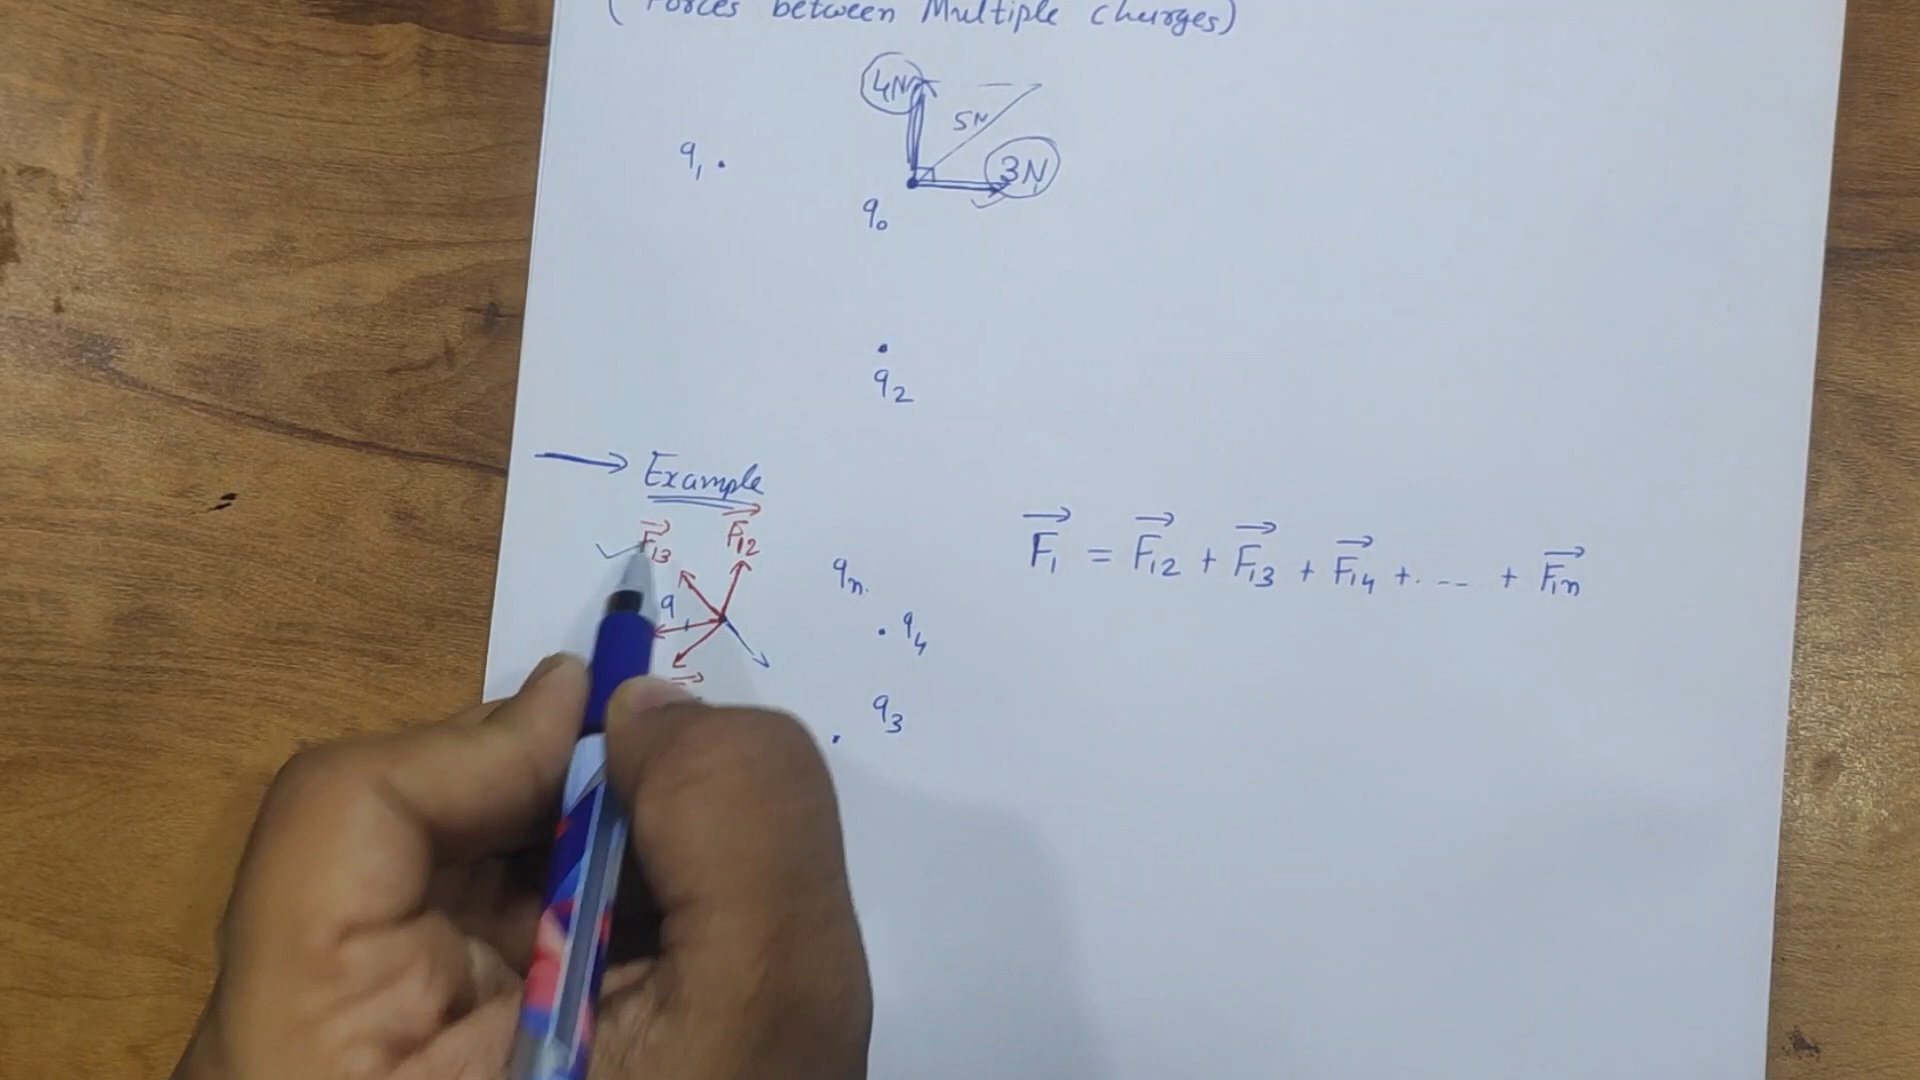 ( Forces between Multiple charges)
4N
5N
3N
q₁
q₀
q₂
Example
F₁₃ F₁₂
qₙ
F₁ = F₁₂ + F₁₃ + F₁₄ + ... + F₁ₙ
q
q₄
q₃